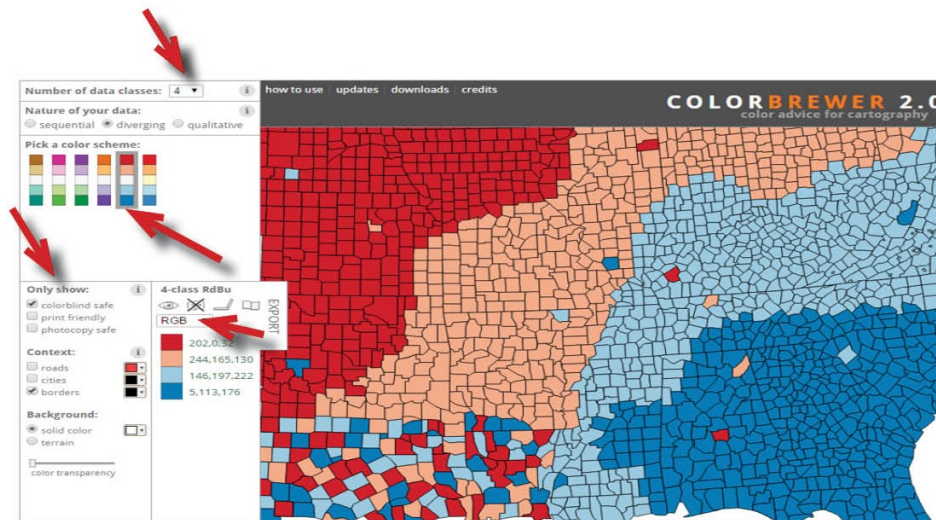 Number of data classes: 4
how to use updates downloads credits
COLORBREWER 2.0
color advice for cartography
Nature of your data:
sequential diverging qualitative
Pick a color scheme:
Only show:
colorblind safe
print friendly
photocopy safe
Context:
roads
cities
borders
Background:
solid color
terrain
color transparency
4-class RdBu
EXPORT
RGB
202,0,32
244,165,130
146,197,222
5,113,176